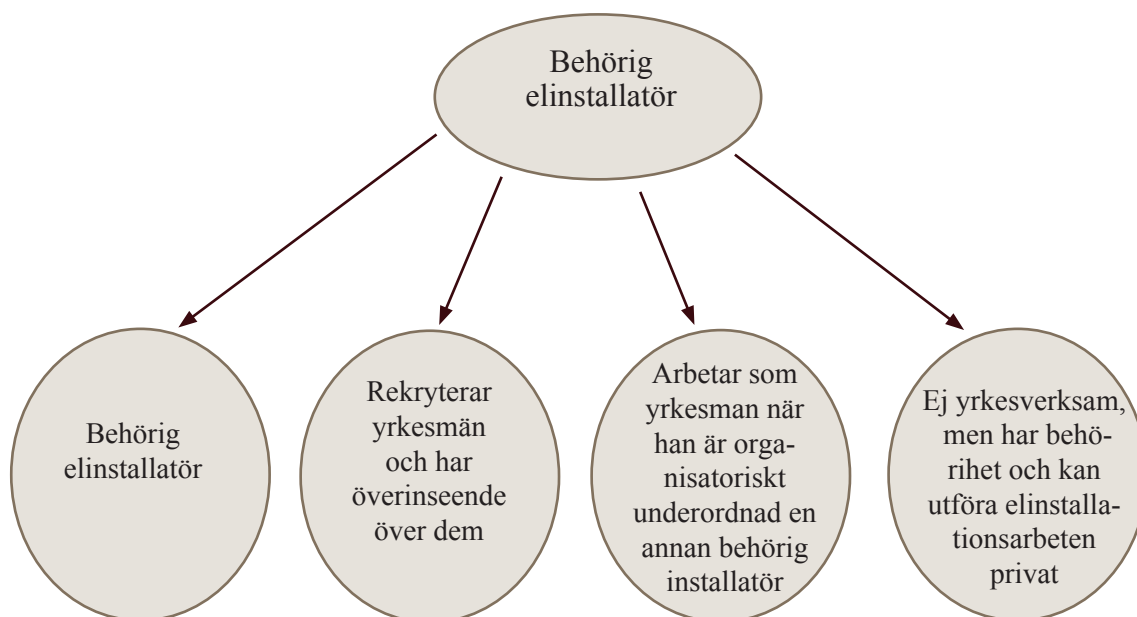 Behörig
elinstallatör
Behörig
elinstallatör
Rekryterar
yrkesmän
och har
överinseende
över dem
Arbetar som
yrkesman när
han är orga-
nisatoriskt
underordnad en
annan behörig
installatör
Ej yrkesverksam,
men har behö-
rihet och kan
utföra elinstalla-
tionsarbeten
privat